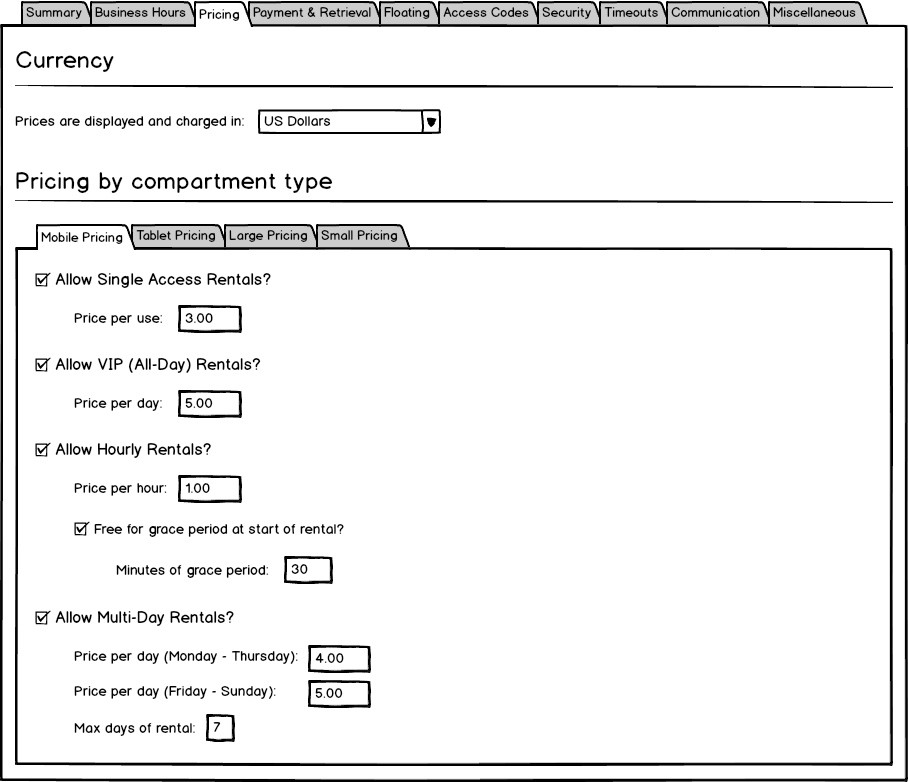 Summary Business Hours Pricing Payment & Retrieval Floating Access Codes Security Timeouts Communication Miscellaneous
Currency
Prices are displayed and charged in: US Dollars
Pricing by compartment type
Mobile Pricing Tablet Pricing Large Pricing Small Pricing
Allow Single Access Rentals?
Price per use: 3.00
Allow VIP (All-Day) Rentals?
Price per day: 5.00
Allow Hourly Rentals?
Price per hour: 1.00
Free for grace period at start of rental?
Minutes of grace period: 30
Allow Multi-Day Rentals?
Price per day (Monday - Thursday): 4.00
Price per day (Friday - Sunday): 5.00
Max days of rental: 7